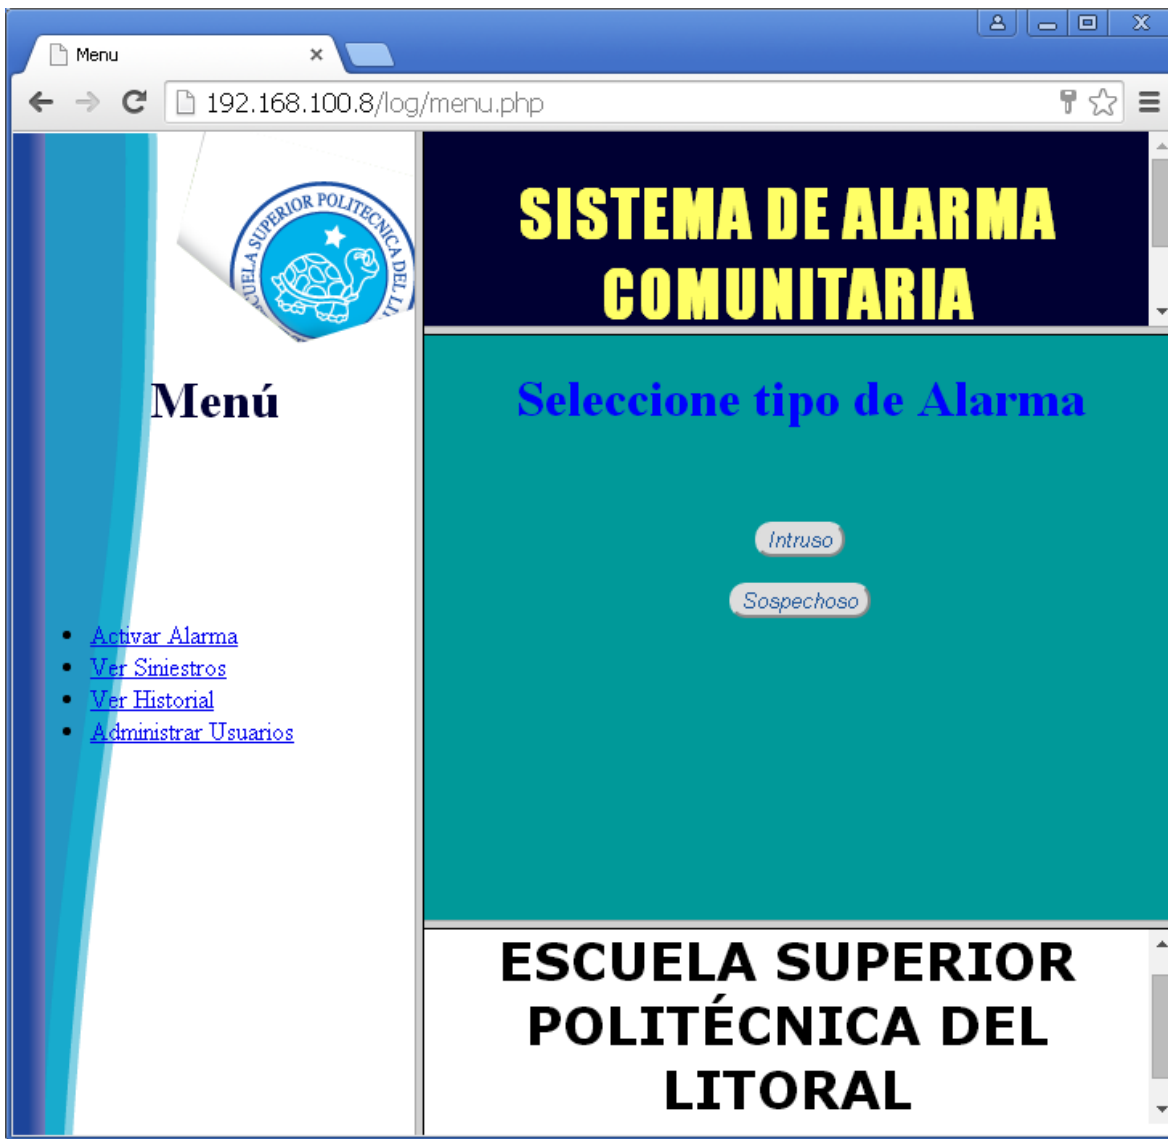 Menu
192.168.100.8/log/menu.php
ESCUELA SUPERIOR POLITECNICA DEL
Menú
Activar Alarma
Ver Siniestros
Ver Historial
Administrar Usuarios
SISTEMA DE ALARMA
COMUNITARIA
Seleccione tipo de Alarma
Intruso
Sospechoso
ESCUELA SUPERIOR
POLITÉCNICA DEL
LITORAL